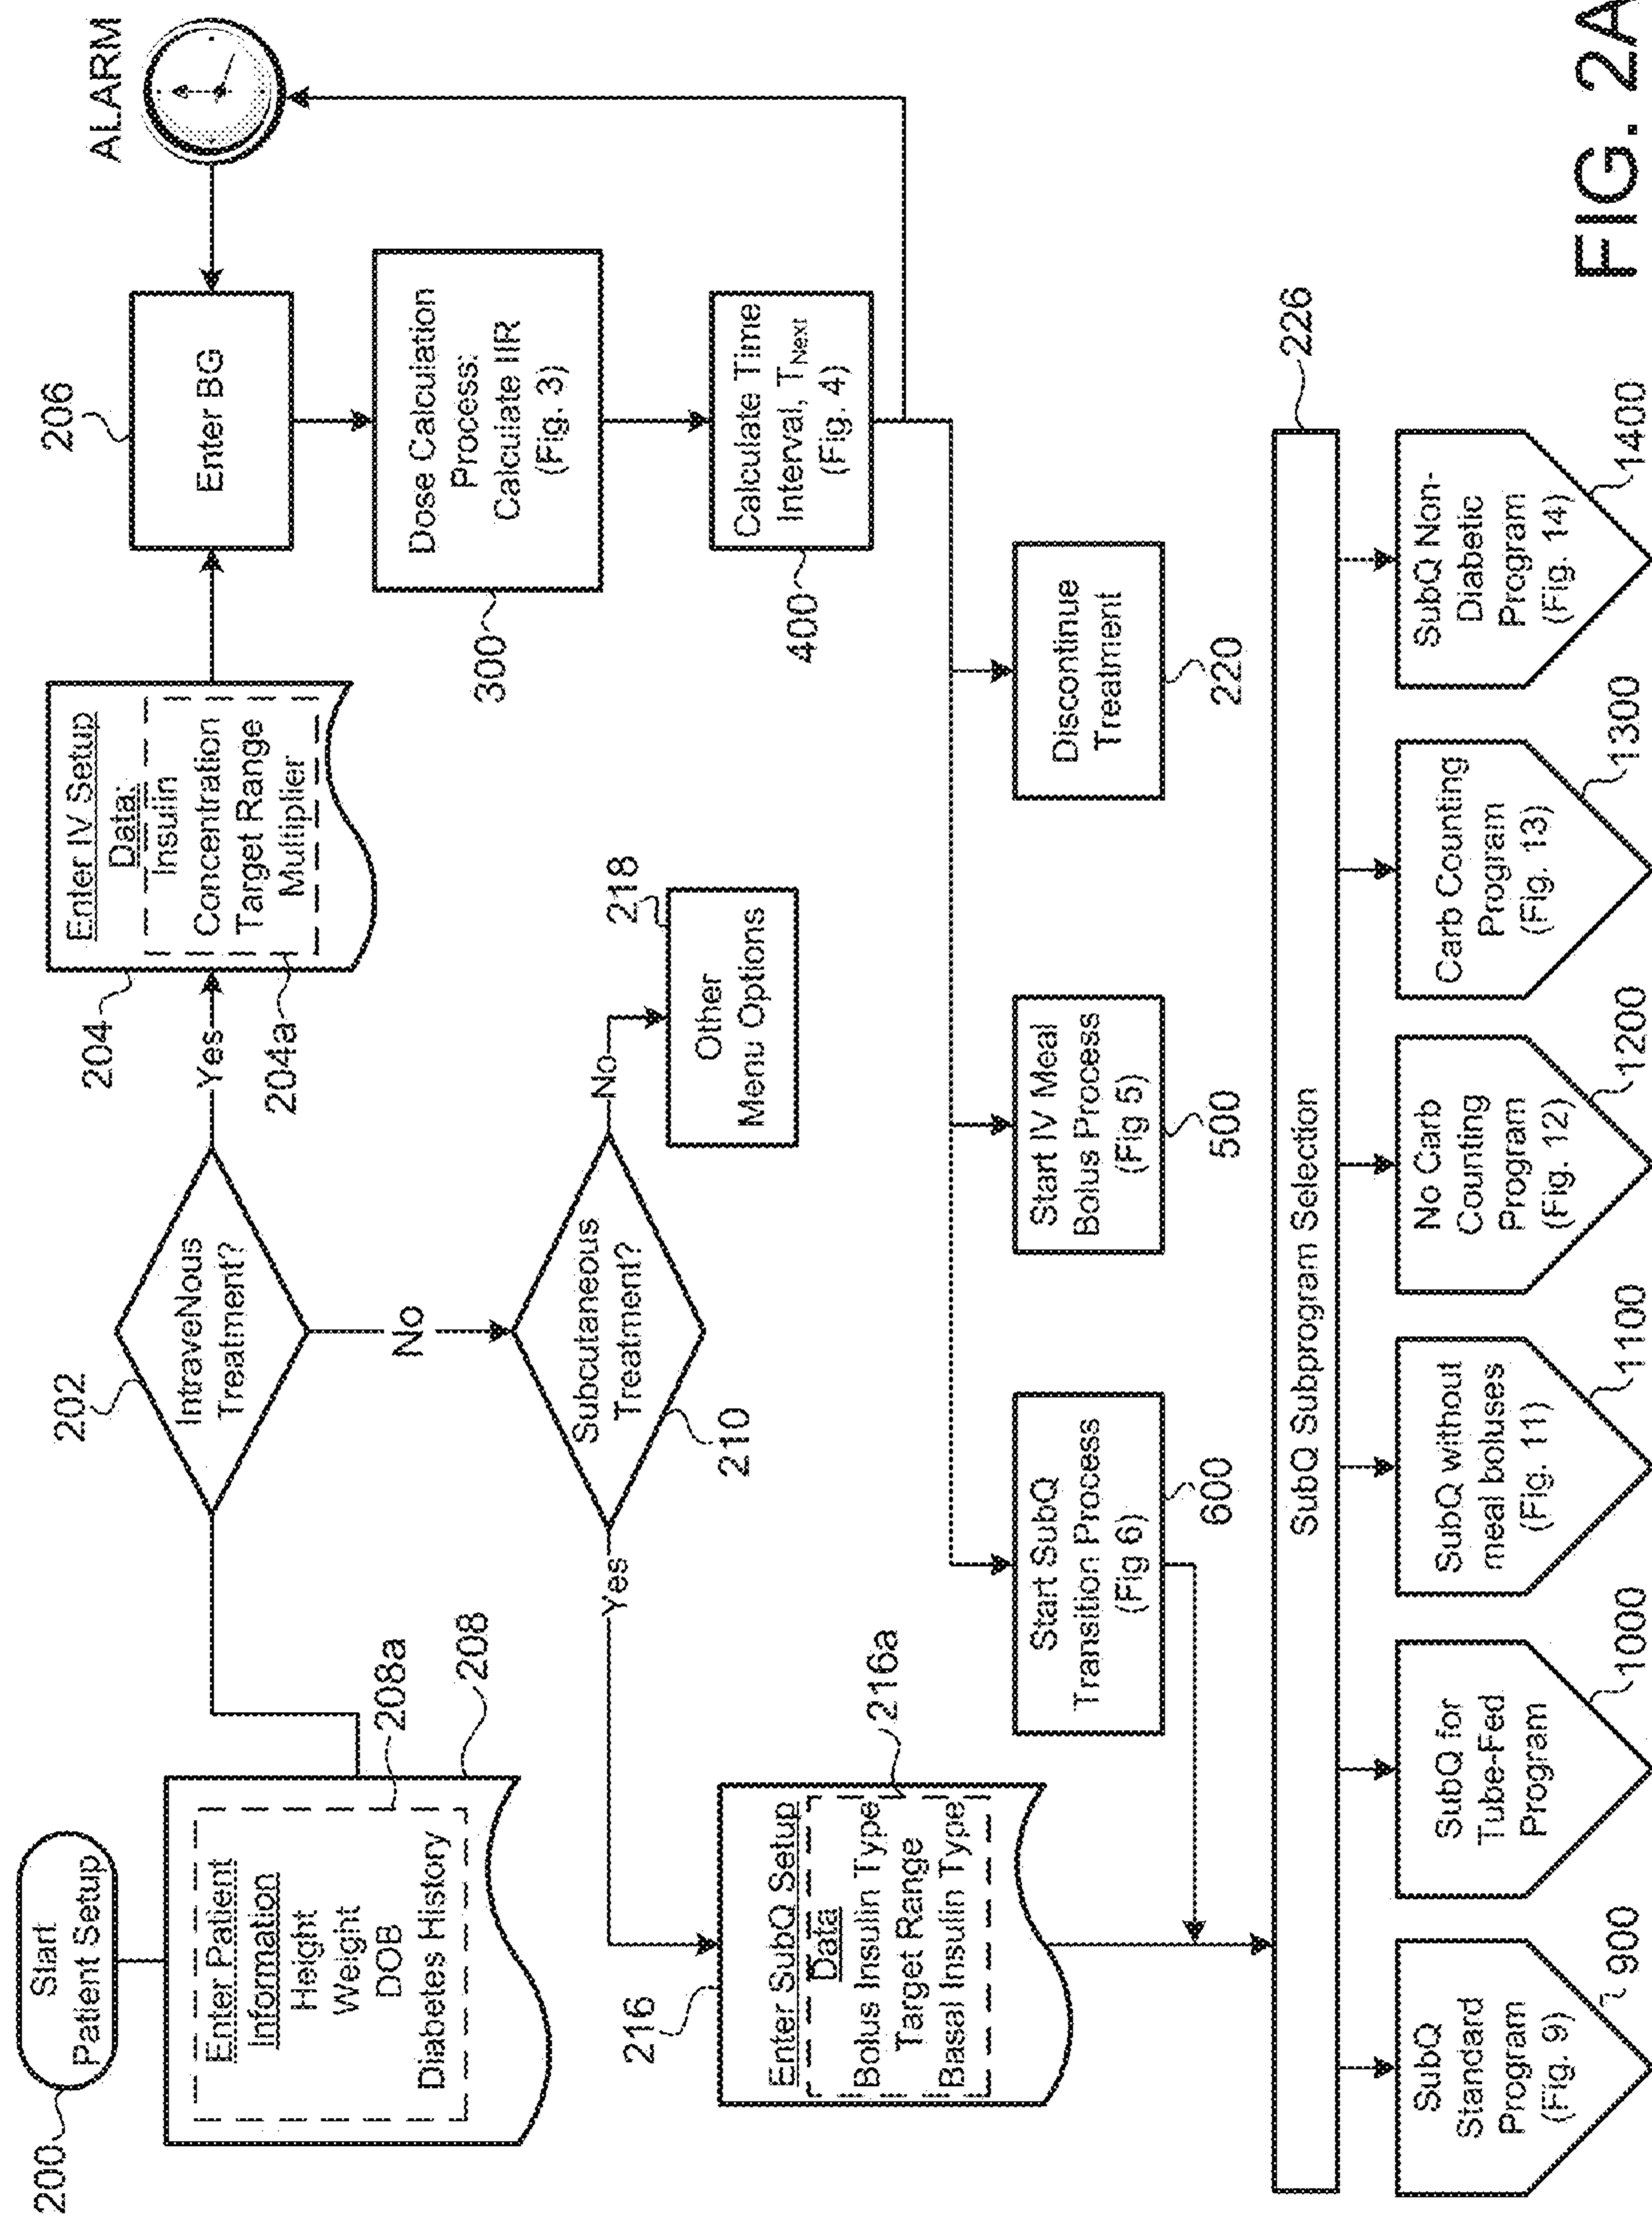 200
Start
Patient Setup
Enter Patient
Information
Height
Weight
DOB
Diabetes History
208a
208
202
IntraveNous
Treatment?
Yes
No
204
204a
Enter IV Setup
Data:
Insulin
Concentration
Target Range
Multiplier
206
Enter BG
ALARM
300
Dose Calculation
Process:
Calculate IIR
(Fig. 3)
400
Calculate Time
Interval, TNext
(Fig. 4)
210
Subcutaneous
Treatment?
Yes
No
218
Other
Menu Options
216
Enter SubQ Setup
Data
Bolus Insulin Type
Target Range
Basal Insulin Type
216a
Start SubQ
Transition Process
(Fig 6)
600
Start IV Meal
Bolus Process
(Fig 5)
500
Discontinue
Treatment
220
SubQ Subprogram Selection
226
SubQ
Standard
Program
(Fig. 9)
900
SubQ for
Tube-Fed
Program
1000
SubQ without
meal boluses
(Fig. 11)
1100
No Carb
Counting
Program
(Fig. 12)
1200
Carb Counting
Program
(Fig. 13)
1300
SubQ Non-
Diabetic
Program
(Fig. 14)
1400
FIG. 2A